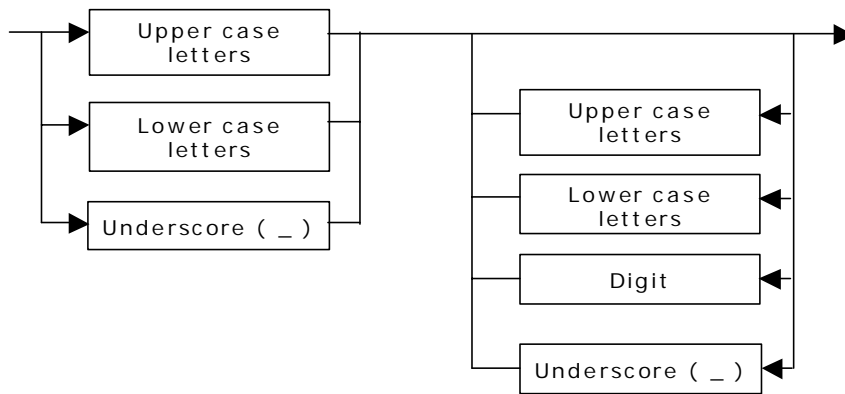 Upper case
letters
Lower case
letters
Underscore ( _ )
Upper case
letters
Lower case
letters
Digit
Underscore ( _ )